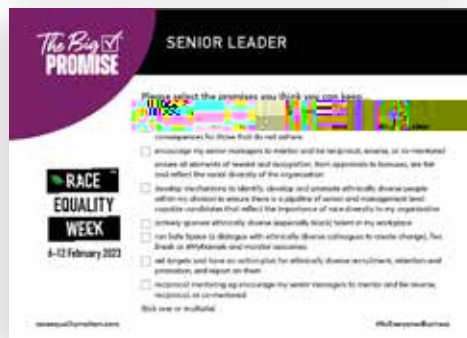 The Big
PROMISE
SENIOR LEADER
Please select the promises you think you can keep
consequences for those that do not adhere
encourage my senior managers to mentor and be reciprocal, reverse, or co-mentored
ensure all elements of reward and recognition, from appraisals to bonuses, are fair
and reflect the racial diversity of the organisation
develop mechanisms to identify, develop and promote ethnically diverse people
within my division to ensure there is a pipeline of senior and management level
candidates that reflect the importance of race diversity to my organisation
actively sponsor ethnically diverse (especially black) talent in my workplace
run Safe Space (a dialogue with ethnically diverse colleagues to create change),
Break or #MyNameIs and monitor outcomes
set targets and have an action plan for ethnically diverse recruitment, retention and
promotion, and report on them
reciprocal mentoring eg encourage my senior managers to mentor and be reverse,
reciprocal or co-mentored
(tick one or multiple)
RACE
EQUALITY
WEEK
6-12 February 2023
raceequalitymatters.com
#ItsEveryonesBusiness